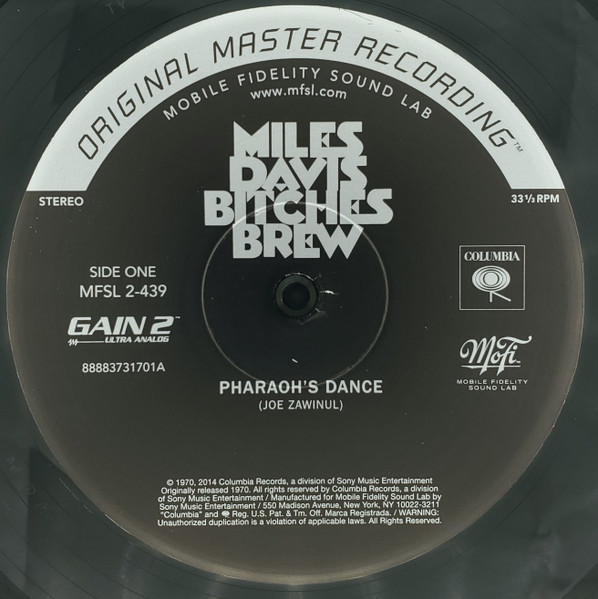 ORIGINAL MASTER RECORDING™
MOBILE FIDELITY SOUND LAB
www.mfsl.com
MILES
DAVIS
BITCHES
BREW
STEREO
33 1/3 RPM
SIDE ONE
MFSL 2-439
COLUMBIA
GAIN 2™
ULTRA ANALOG
MoFi
MOBILE FIDELITY
SOUND LAB
88883731701A
PHARAOH'S DANCE
(JOE ZAWINUL)
© 1970, 2014 Columbia Records, a division of Sony Music Entertainment
Originally released 1970. All rights reserved by Columbia Records, a division
of Sony Music Entertainment / Manufactured for Mobile Fidelity Sound Lab by
Sony Music Entertainment / 550 Madison Avenue, New York, NY 10022-3211
"Columbia" and Reg. U.S. Pat. & Tm. Off. Marca Registrada. / WARNING:
Unauthorized duplication is a violation of applicable laws. All Rights Reserved.